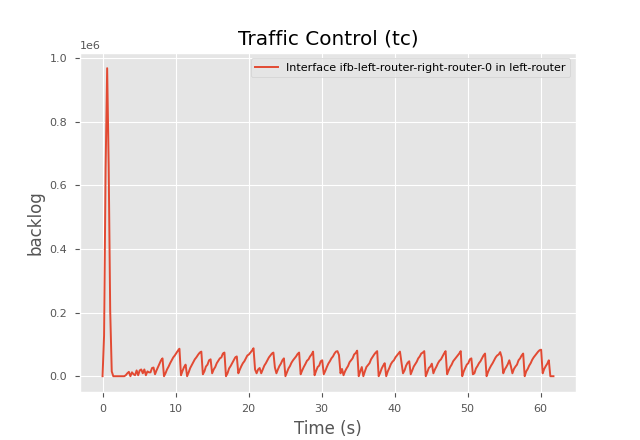 Traffic Control (tc)
1e6
Interface ifb-left-router-right-router-0 in left-router
1.0
0.8
0.6
0.4
0.2
0.0
backlog
0 10 20 30 40 50 60
Time (s)